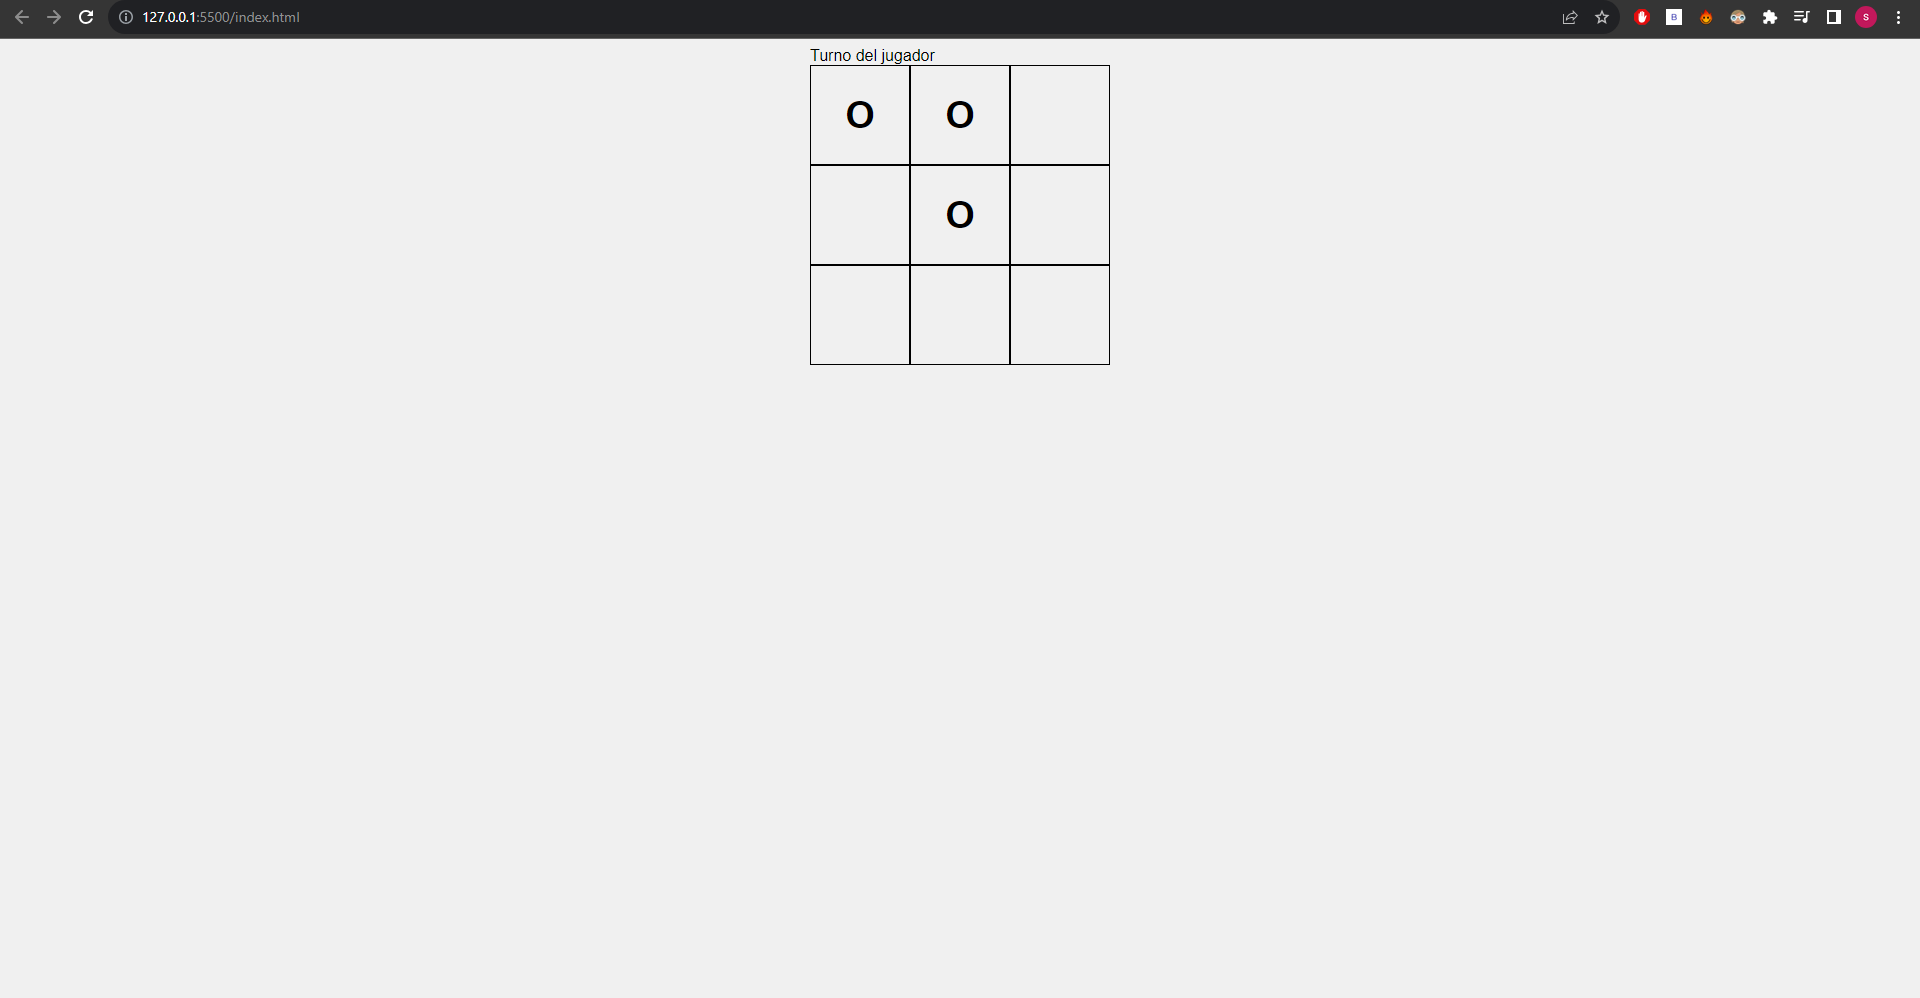 127.0.0.1:5500/index.html
B
S
Turno del jugador
O O
O